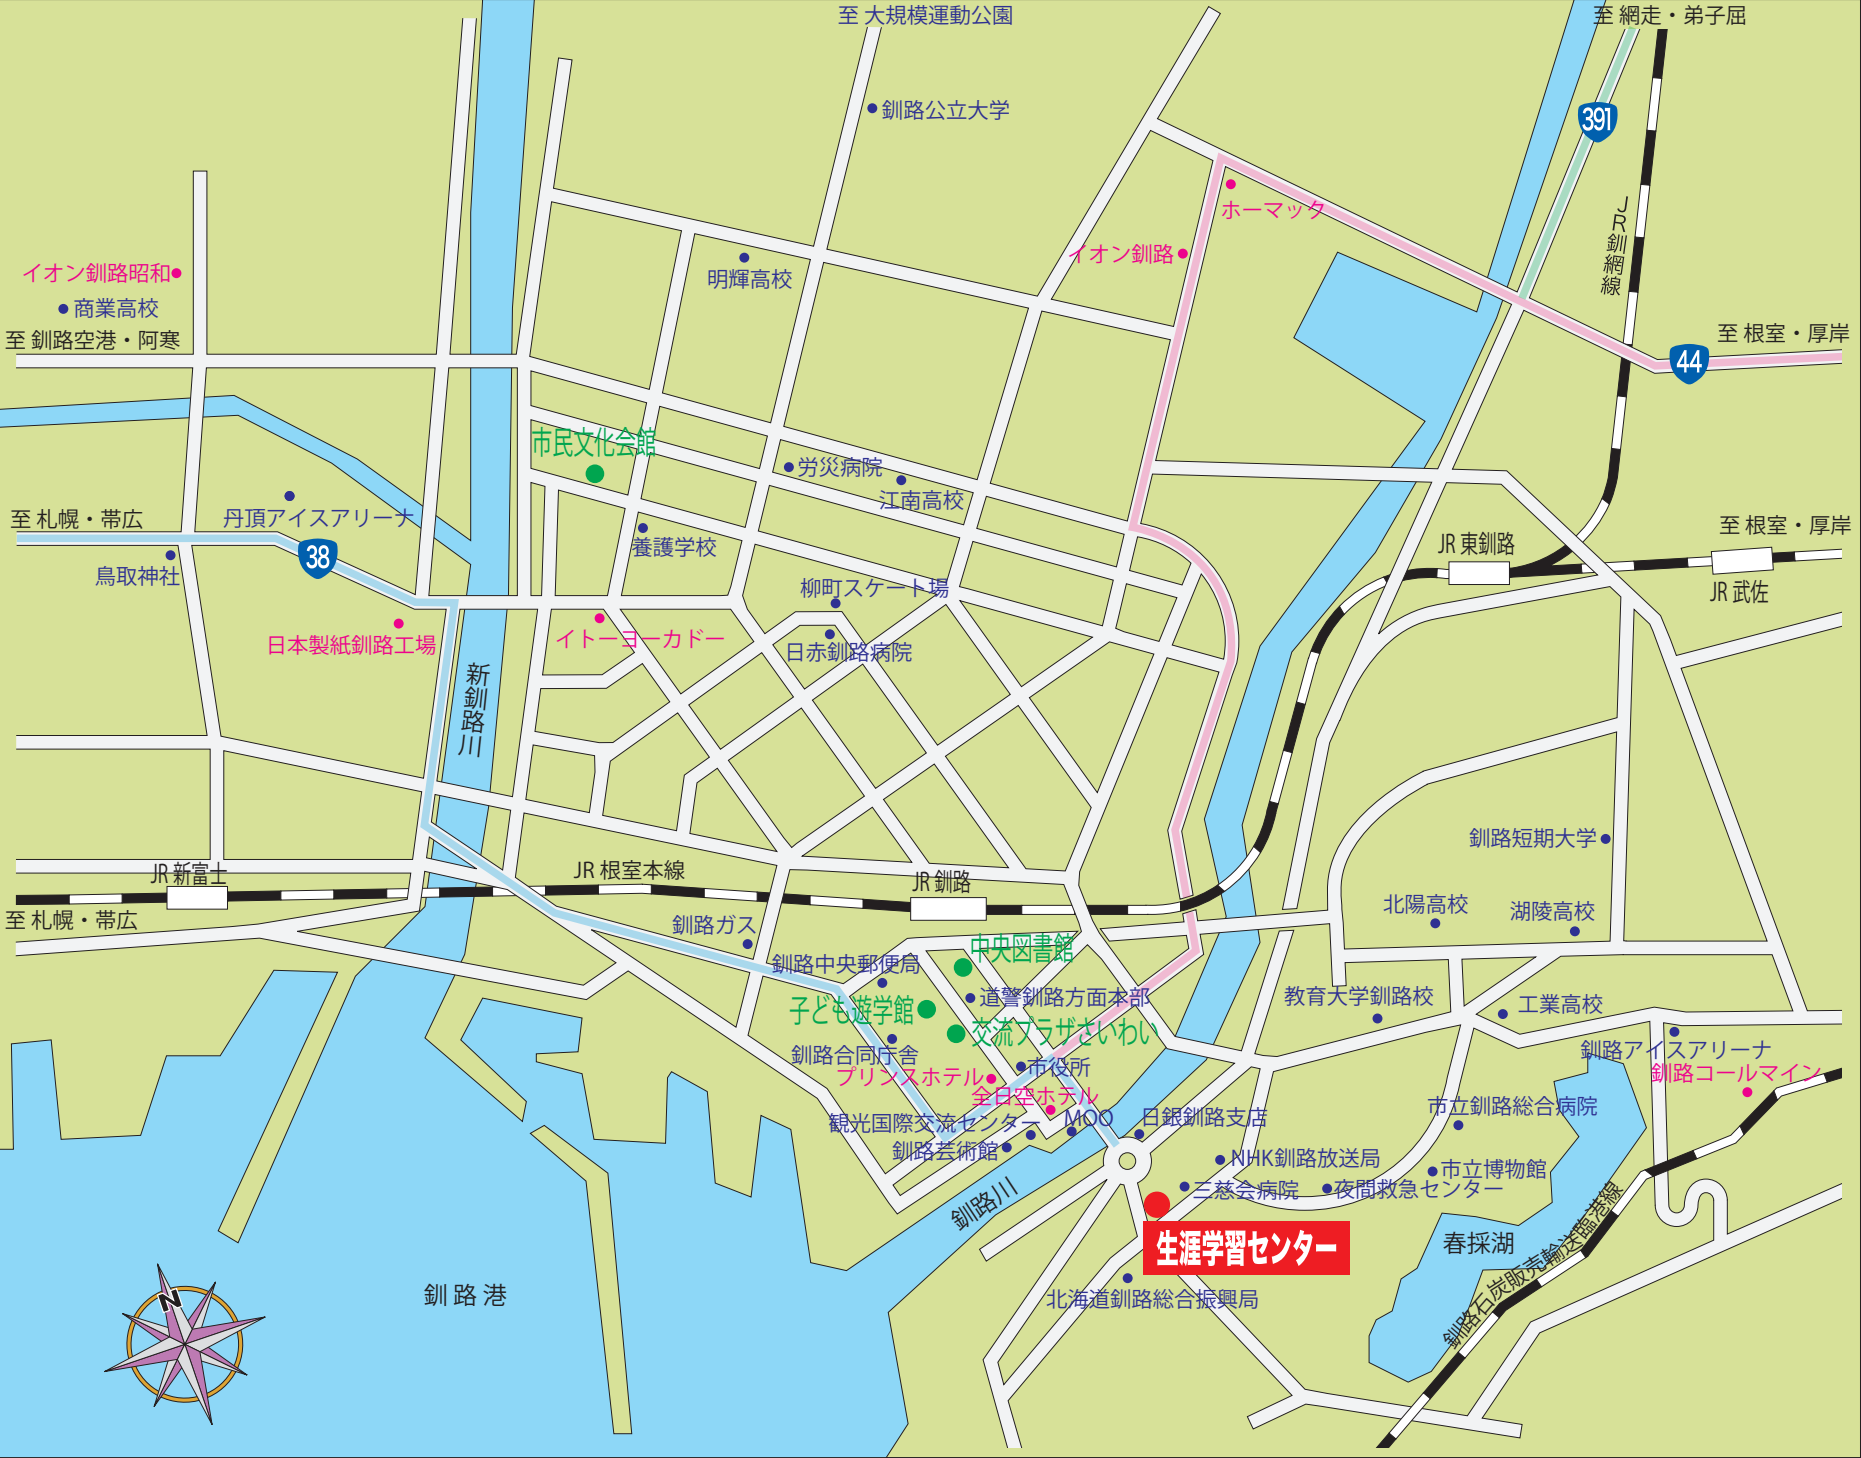 至 大規模運動公園
至 網走・弟子屈
釧路公立大学
391
ホーマック
JR釧網線
イオン釧路
イオン釧路昭和
明輝高校
商業高校
至 釧路空港・阿寒
至 根室・厚岸
44
市民文化会館
労災病院
江南高校
丹頂アイスアリーナ
至 札幌・帯広
至 根室・厚岸
38
養護学校
JR 東釧路
鳥取神社
柳町スケート場
JR 武佐
日本製紙釧路工場
イトーヨーカドー
日赤釧路病院
新釧路川
釧路短期大学
JR 新富士
JR 根室本線
JR 釧路
至 札幌・帯広
釧路ガス
北陽高校
湖陵高校
中央図書館
釧路中央郵便局
道警釧路方面本部
教育大学釧路校
工業高校
子ども遊学館
交流プラザさいわい
釧路合同庁舎
釧路アイスアリーナ
プリンスホテル
市役所
釧路コールマイン
全日空ホテル
観光国際交流センター
MOO
日銀釧路支店
市立釧路総合病院
釧路芸術館
NHK釧路放送局
市立博物館
三慈会病院
夜間救急センター
釧路川
生涯学習センター
春採湖
釧路石炭販売輸送臨港線
釧路港
北海道釧路総合振興局
N